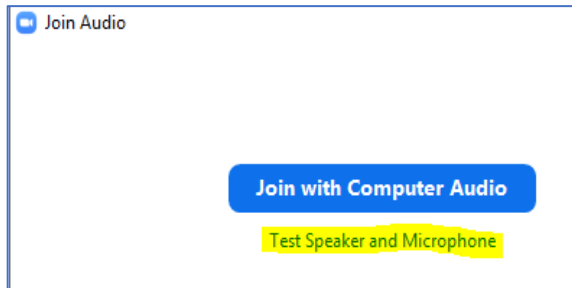 Join Audio
Join with Computer Audio
Test Speaker and Microphone